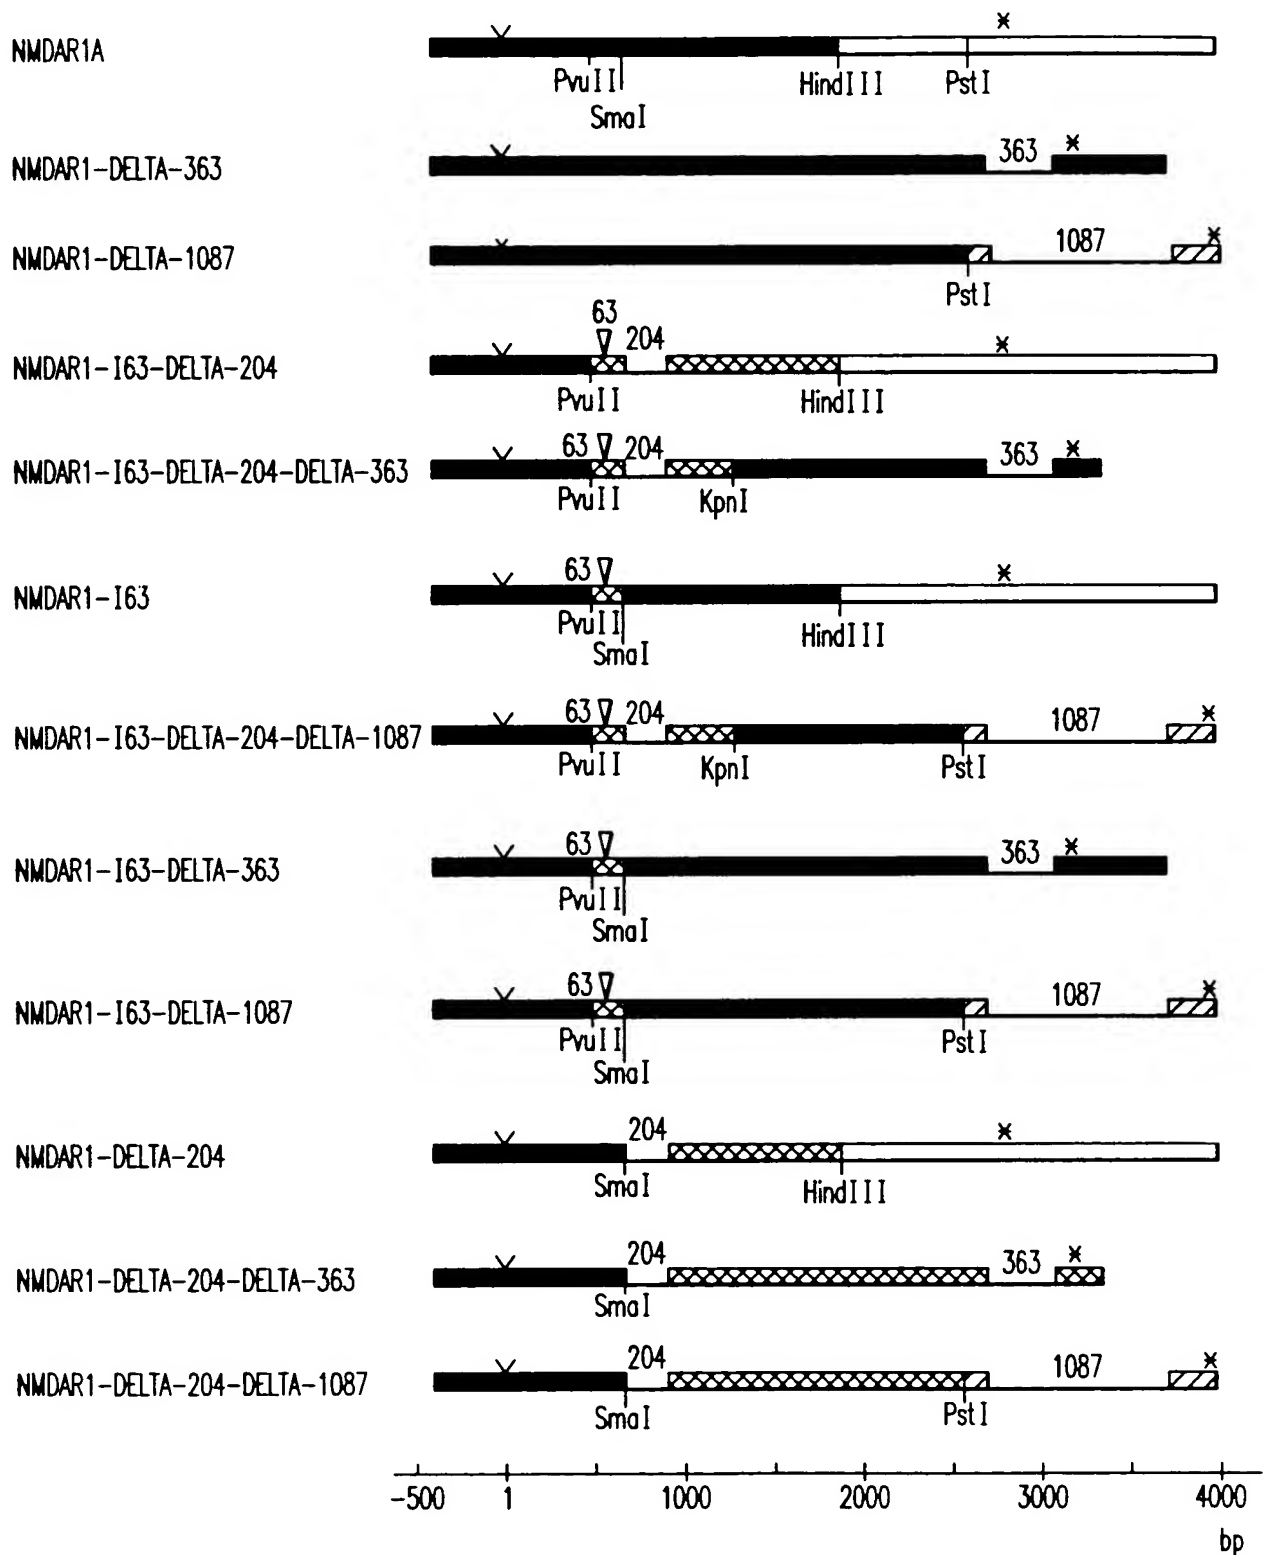 NMDAR1A
*
PvuII
HindIII
PstI
SmaI
NMDAR1-DELTA-363
363
*
NMDAR1-DELTA-1087
1087
*
PstI
63
NMDAR1-I63-DELTA-204
204
*
PvuII
HindIII
NMDAR1-I63-DELTA-204-DELTA-363
63
204
363
*
PvuII
KpnI
NMDAR1-I63
63
*
PvuII
SmaI
HindIII
NMDAR1-I63-DELTA-204-DELTA-1087
63
204
1087
*
PvuII
KpnI
PstI
NMDAR1-I63-DELTA-363
63
363
*
PvuII
SmaI
NMDAR1-I63-DELTA-1087
63
1087
*
PvuII
PstI
SmaI
NMDAR1-DELTA-204
204
*
SmaI
HindIII
NMDAR1-DELTA-204-DELTA-363
204
363
*
SmaI
NMDAR1-DELTA-204-DELTA-1087
204
1087
*
SmaI
PstI
-500 1 1000 2000 3000 4000
bp